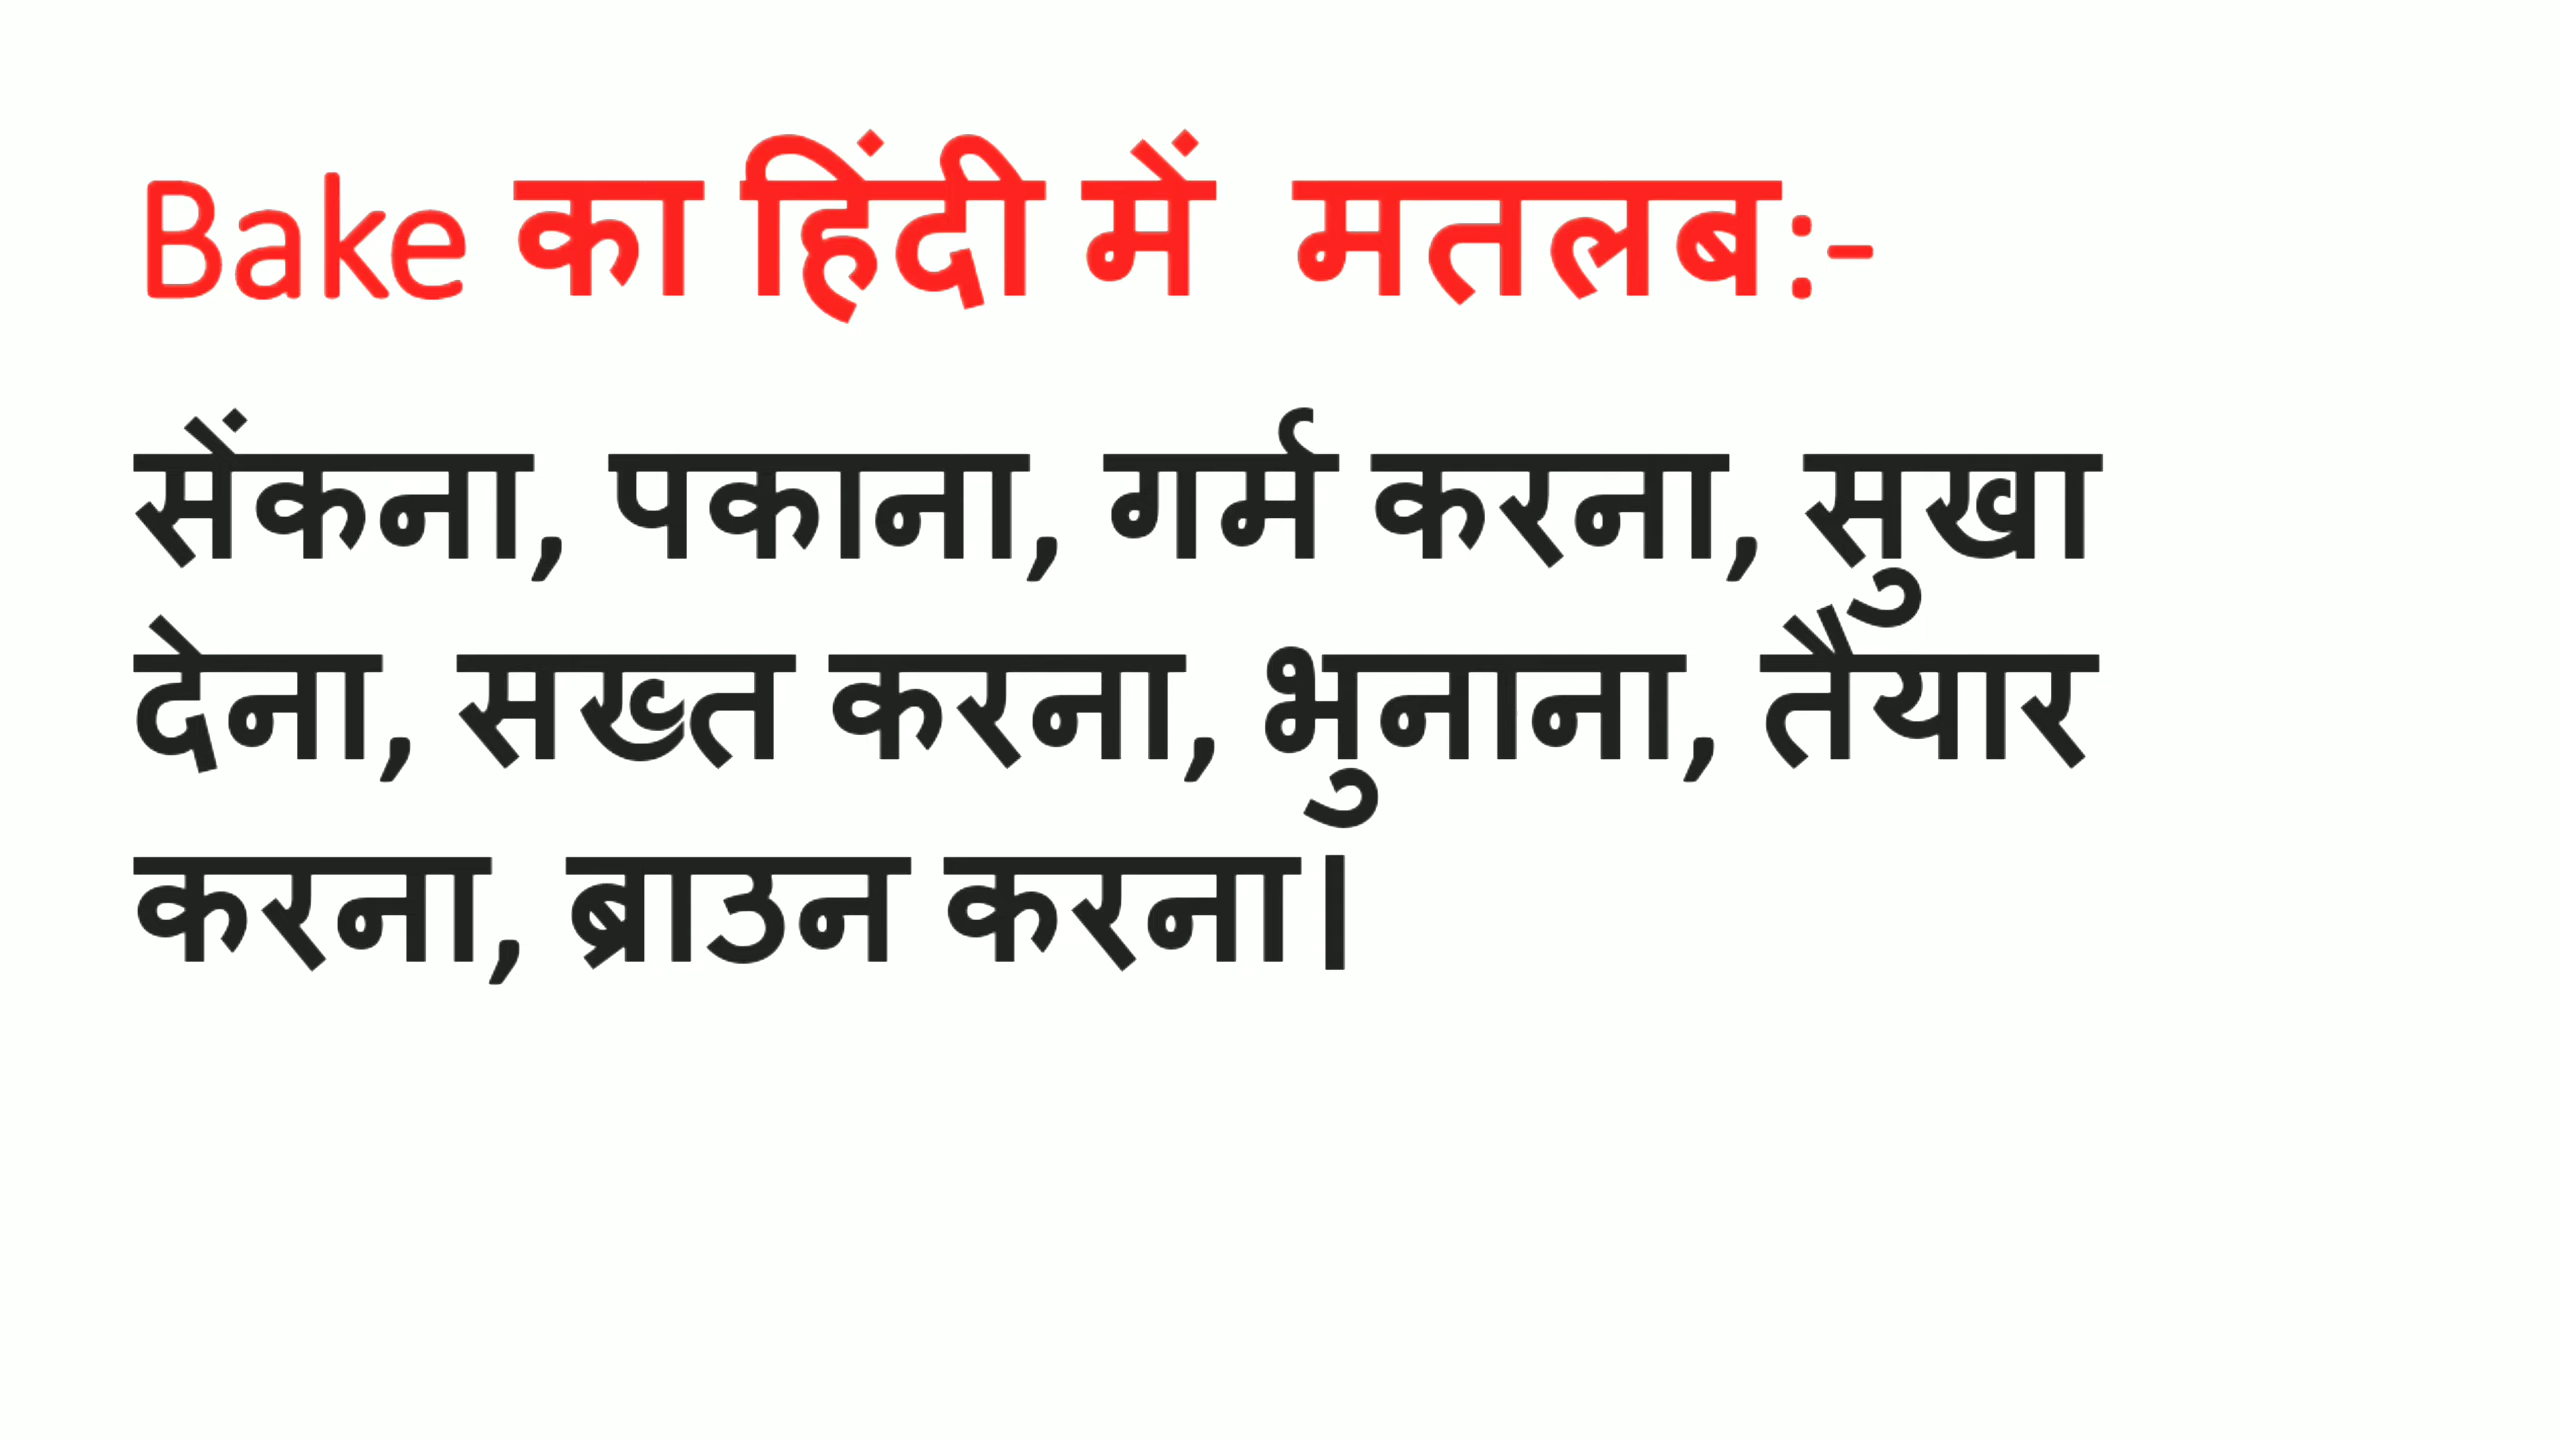 Bake का हिंदी में मतलब:-
सेंकना, पकाना, गर्म करना, सुखा
देना, सख्त करना, भुनाना, तैयार
करना, ब्राउन करना।